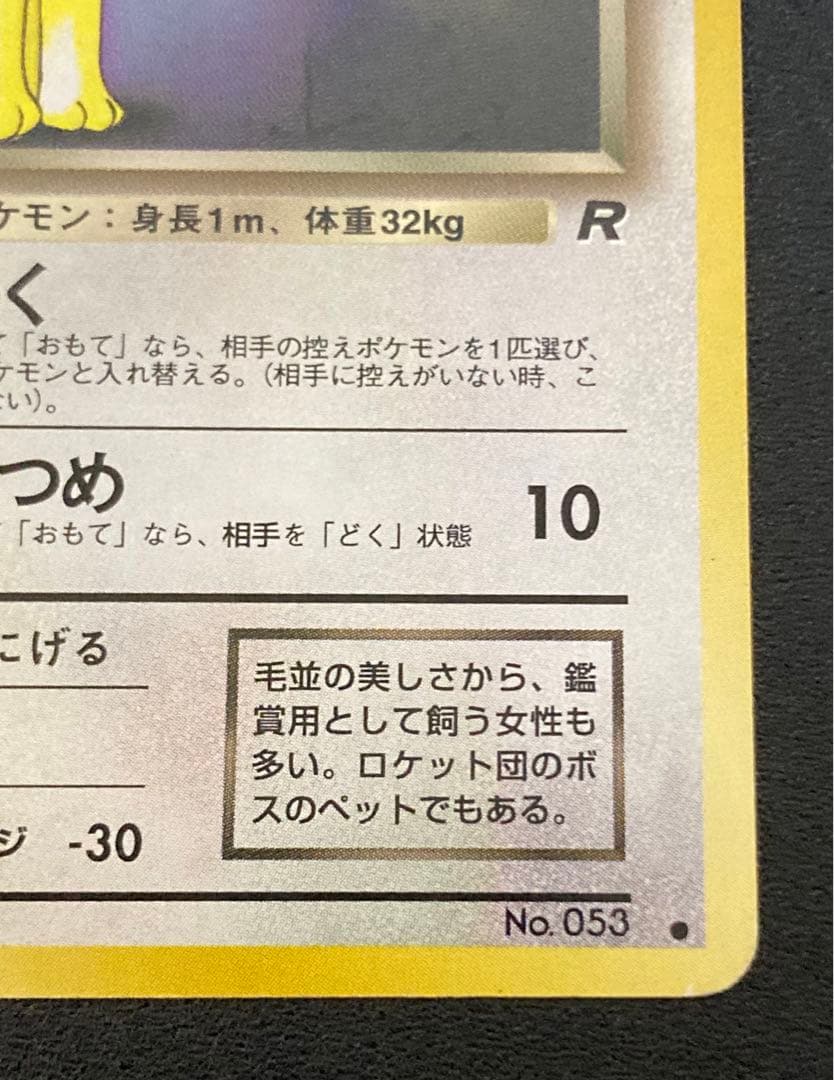 ケモン：身長1m、体重32kg R
く
て「おもて」なら、相手の控えポケモンを1匹選び、
ケモンと入れ替える。（相手に控えがいない時、こ
ない）。
つめ
「おもて」なら、相手を「どく」状態 10
にげる
毛並の美しさから、鑑
賞用として飼う女性も
多い。ロケット団のボ
スのペットでもある。
ジ -30
No. 053 ●